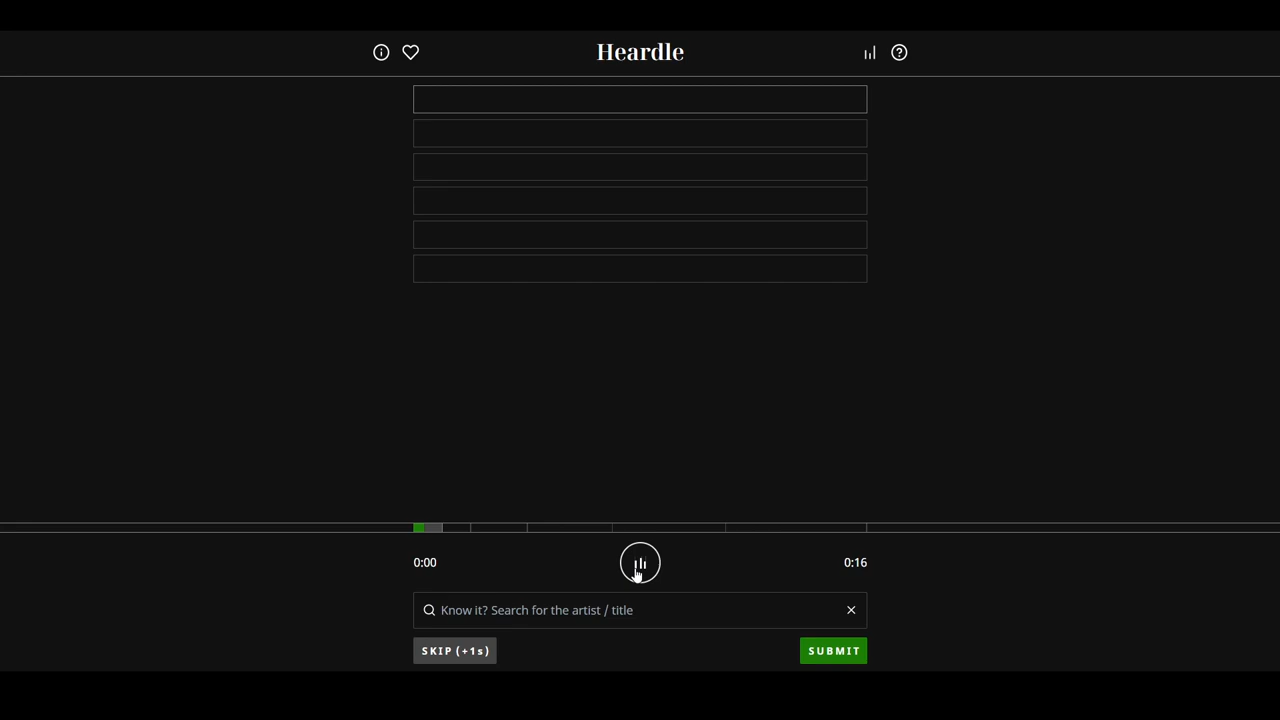 Heardle
0:00
0:16
Know it? Search for the artist / title
SKIP (+1s)
SUBMIT